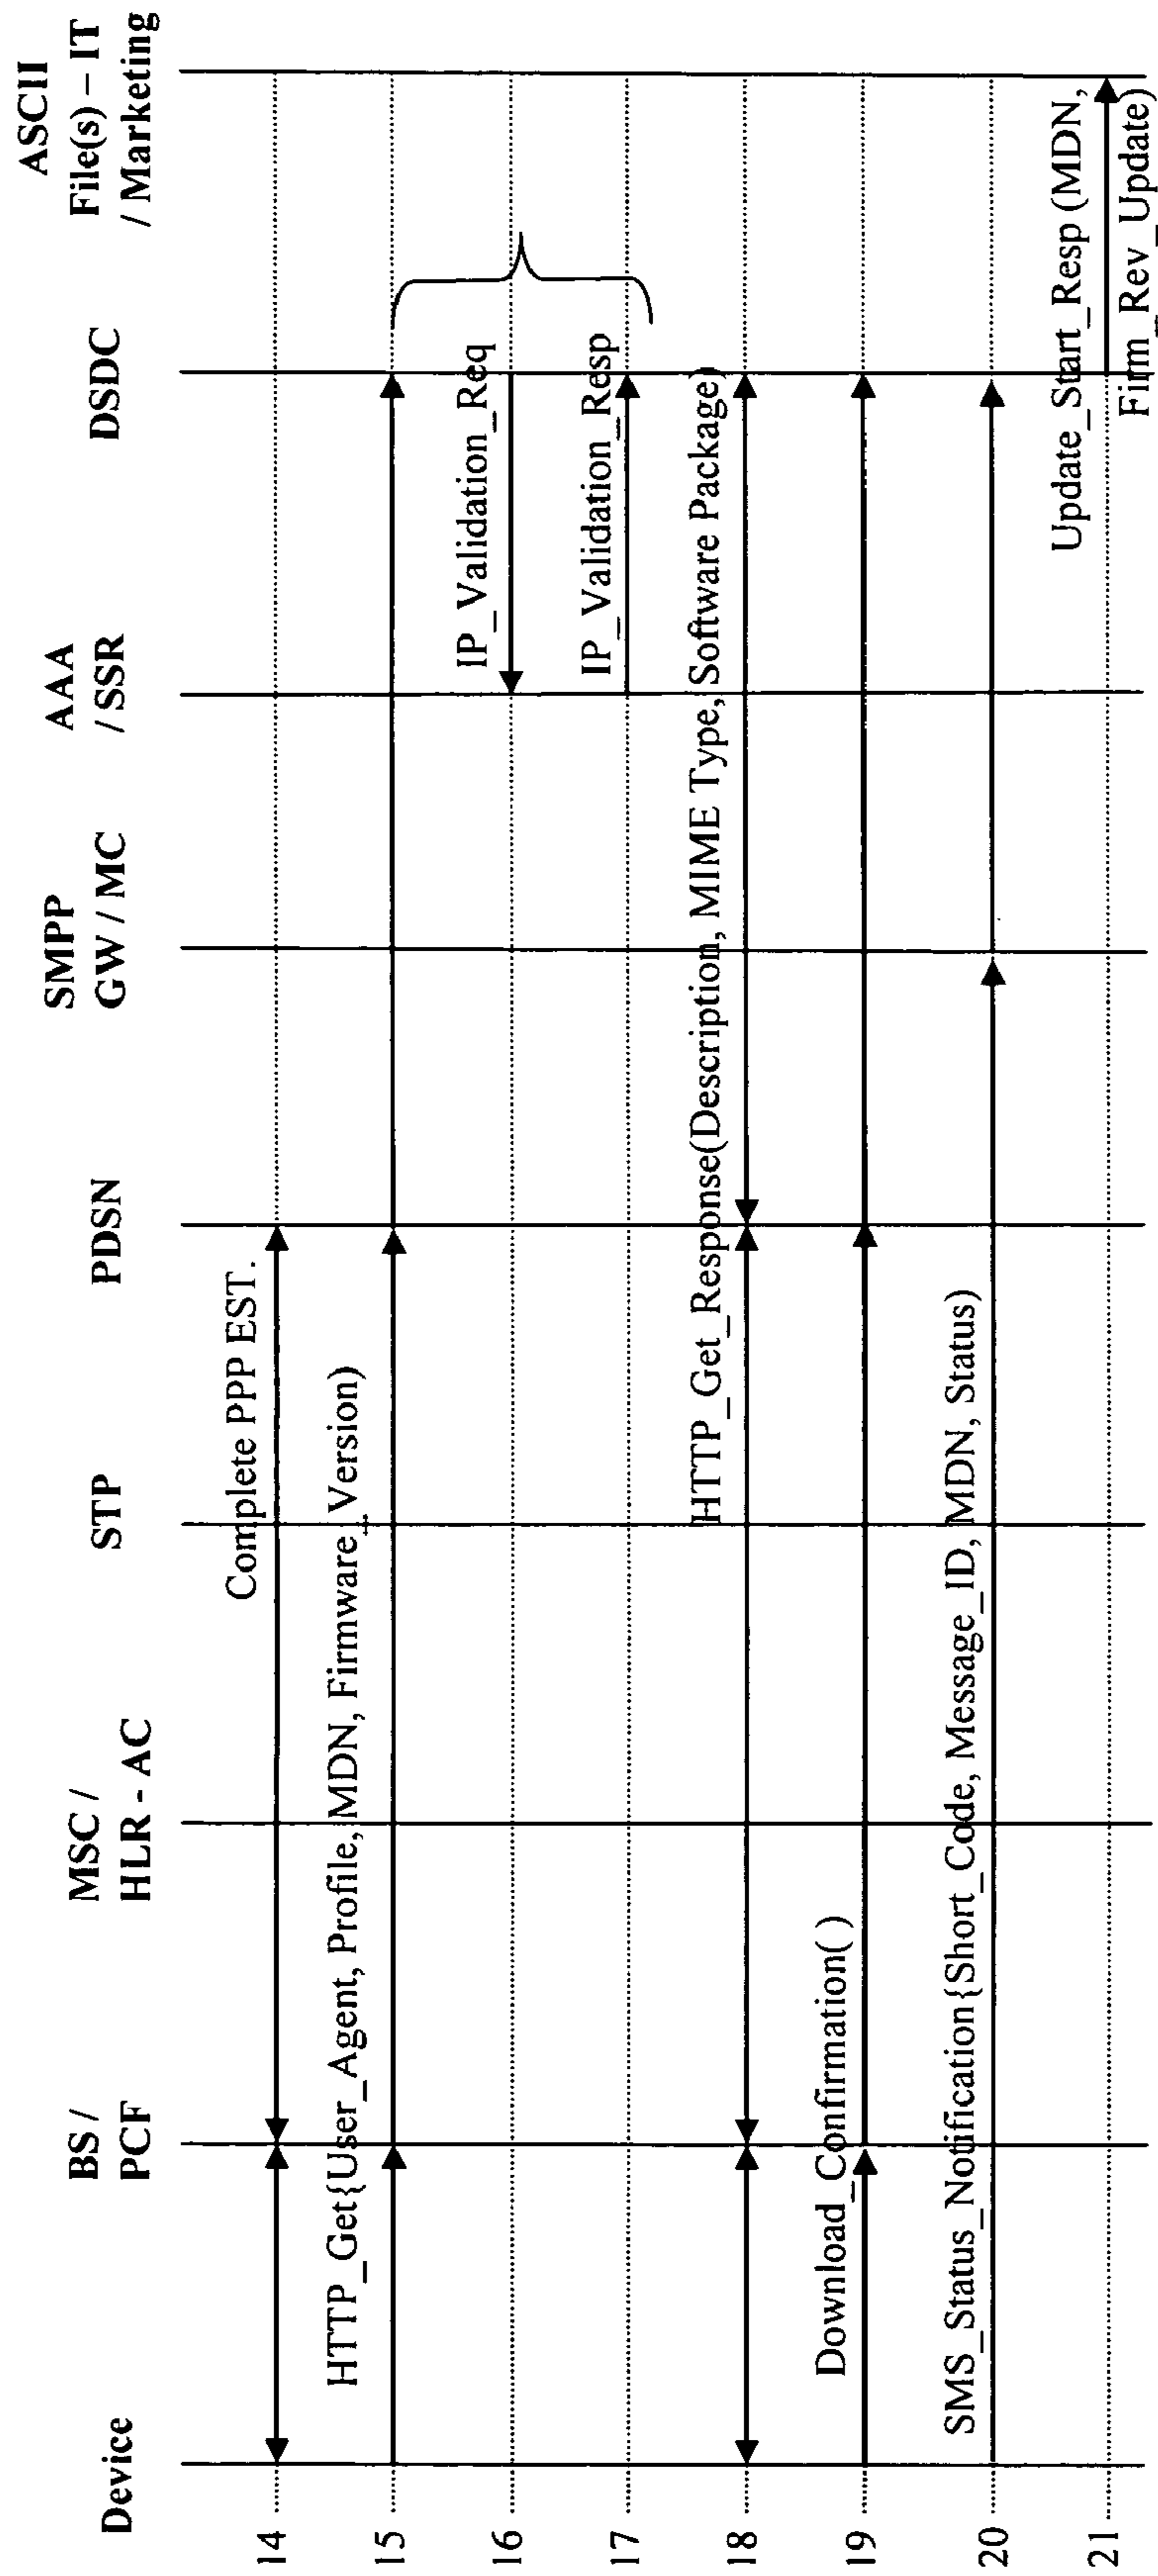 Device
BS /
PCF
MSC /
HLR - AC
STP
PDSN
SMPP
GW / MC
AAA
/ SSR
DSDC
ASCII
File(s) – IT
/ Marketing
14
Complete PPP EST.
15
HTTP_Get{User_Agent, Profile, MDN, Firmware_Version)
16
IP_Validation_Req
17
IP_Validation_Resp
18
HTTP_Get_Response(Description, MIME Type, Software Package)
19
Download_Confirmation( )
20
SMS_Status_Notification{Short_Code, Message_ID, MDN, Status)
21
Update_Start_Resp (MDN,
Firm_Rev_Update)